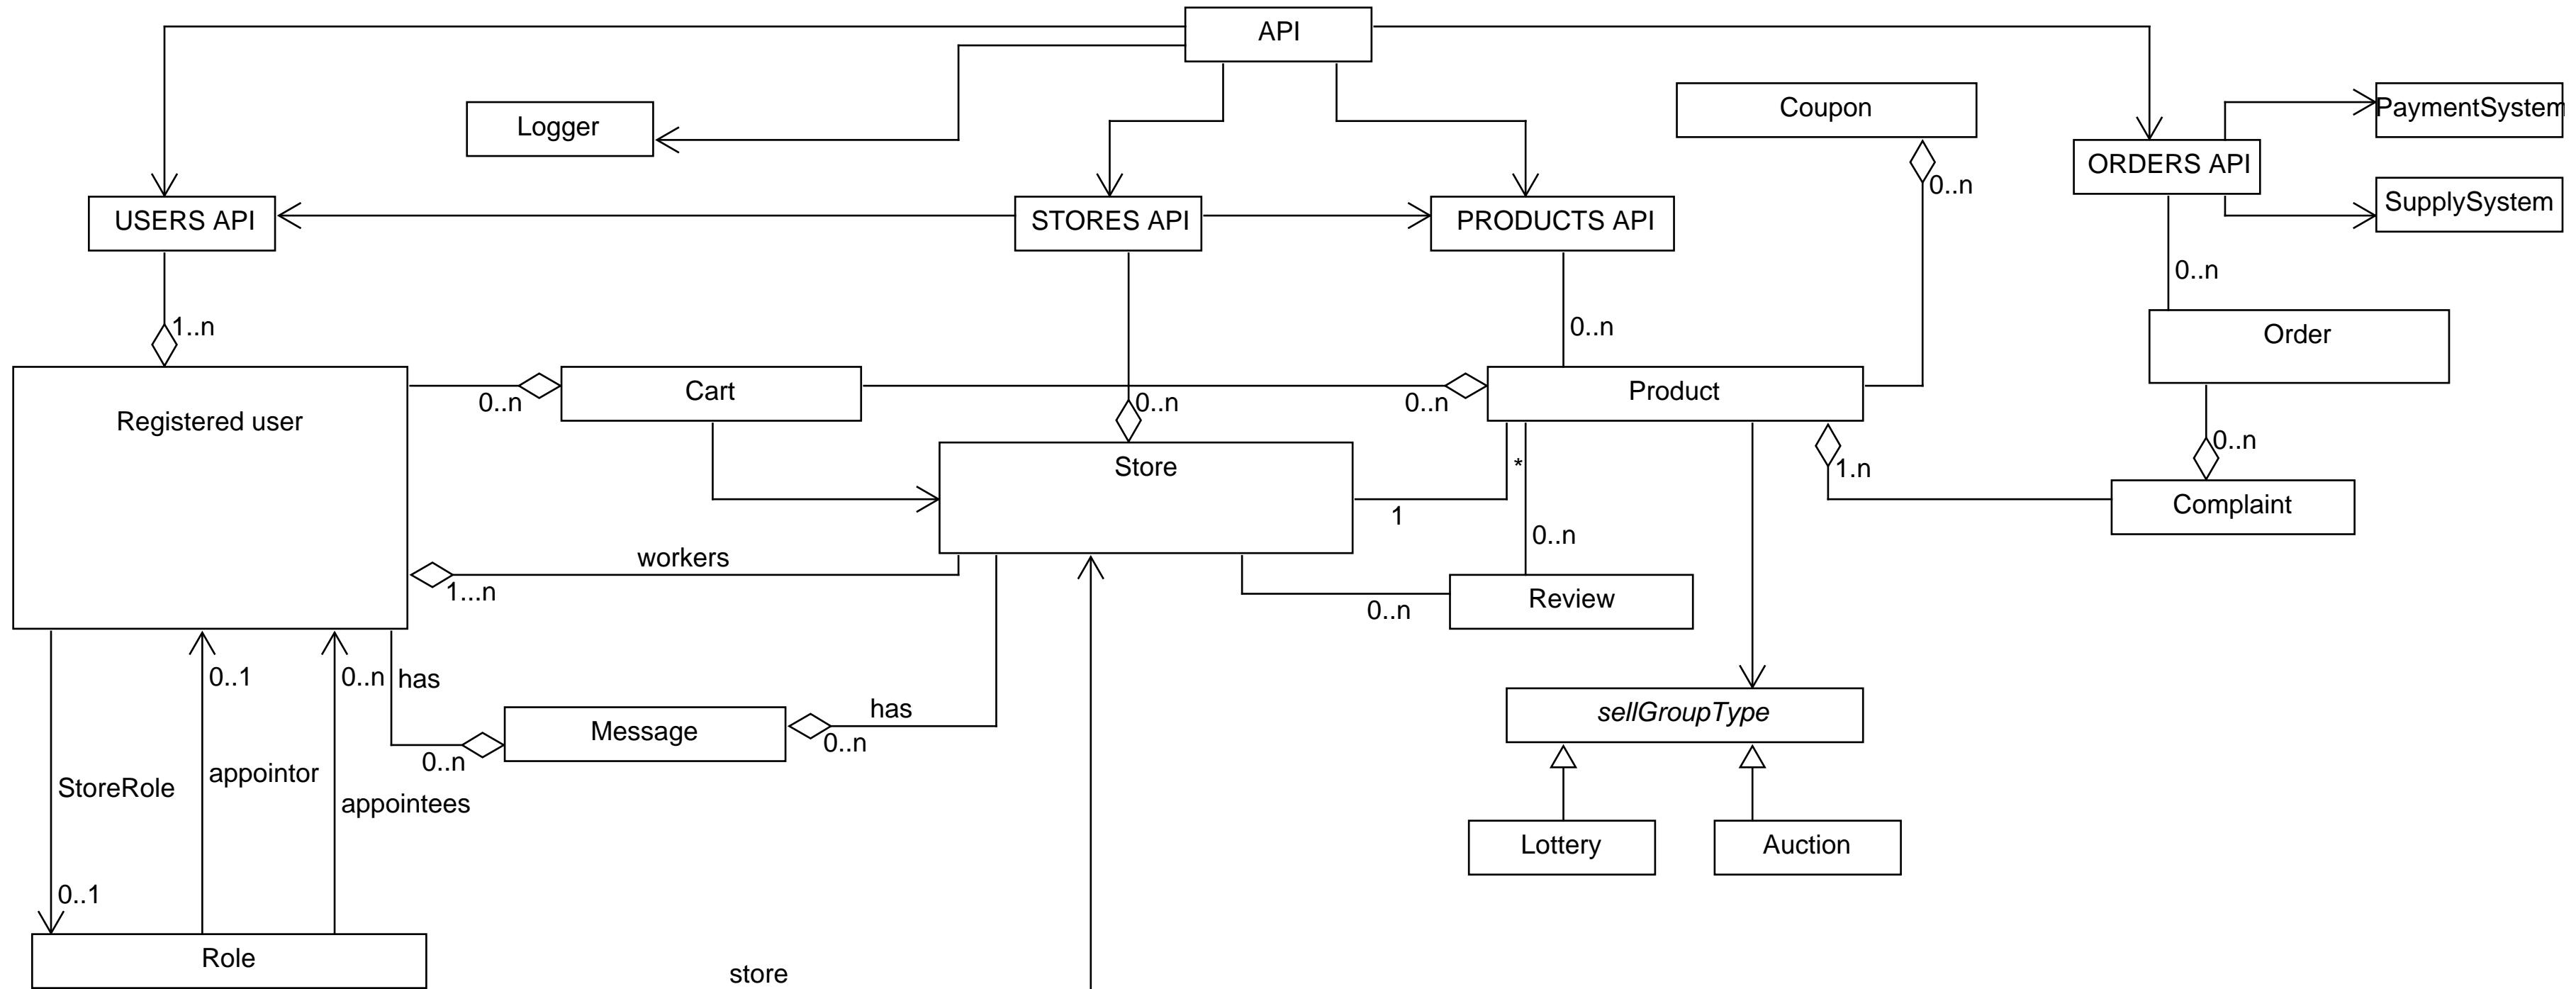 API
Coupon
PaymentSystem
Logger
ORDERS API
SupplySystem
USERS API
STORES API
PRODUCTS API
0..n
0..n
1..n
0..n
Order
Registered user
0..n
Cart
0..n
0..n
Product
Store
*
1.n
0..n
Complaint
1
0..n
workers
1...n
Review
0..n
0..1
0..n
has
Message
has
0..n
0..n
sellGroupType
StoreRole
appointor
appointees
Lottery
Auction
0..1
Role
store